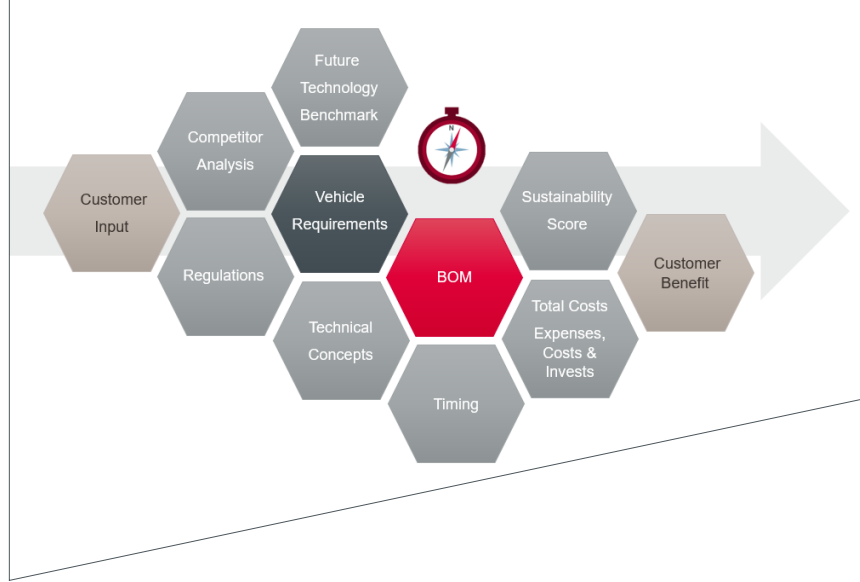 Future
Technology
Benchmark
Competitor
Analysis
N
Customer
Input
Vehicle
Requirements
Sustainability
Score
Regulations
BOM
Customer
Benefit
Technical
Concepts
Total Costs
Expenses,
Costs &
Invests
Timing